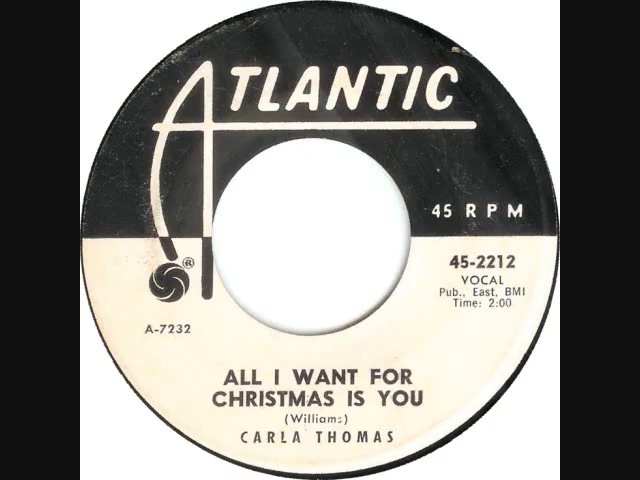 ATLANTIC
45 RPM
®
45-2212
VOCAL
Pub., East, BMI
Time: 2:00
A-7232
ALL I WANT FOR
CHRISTMAS IS YOU
(Williams)
CARLA THOMAS